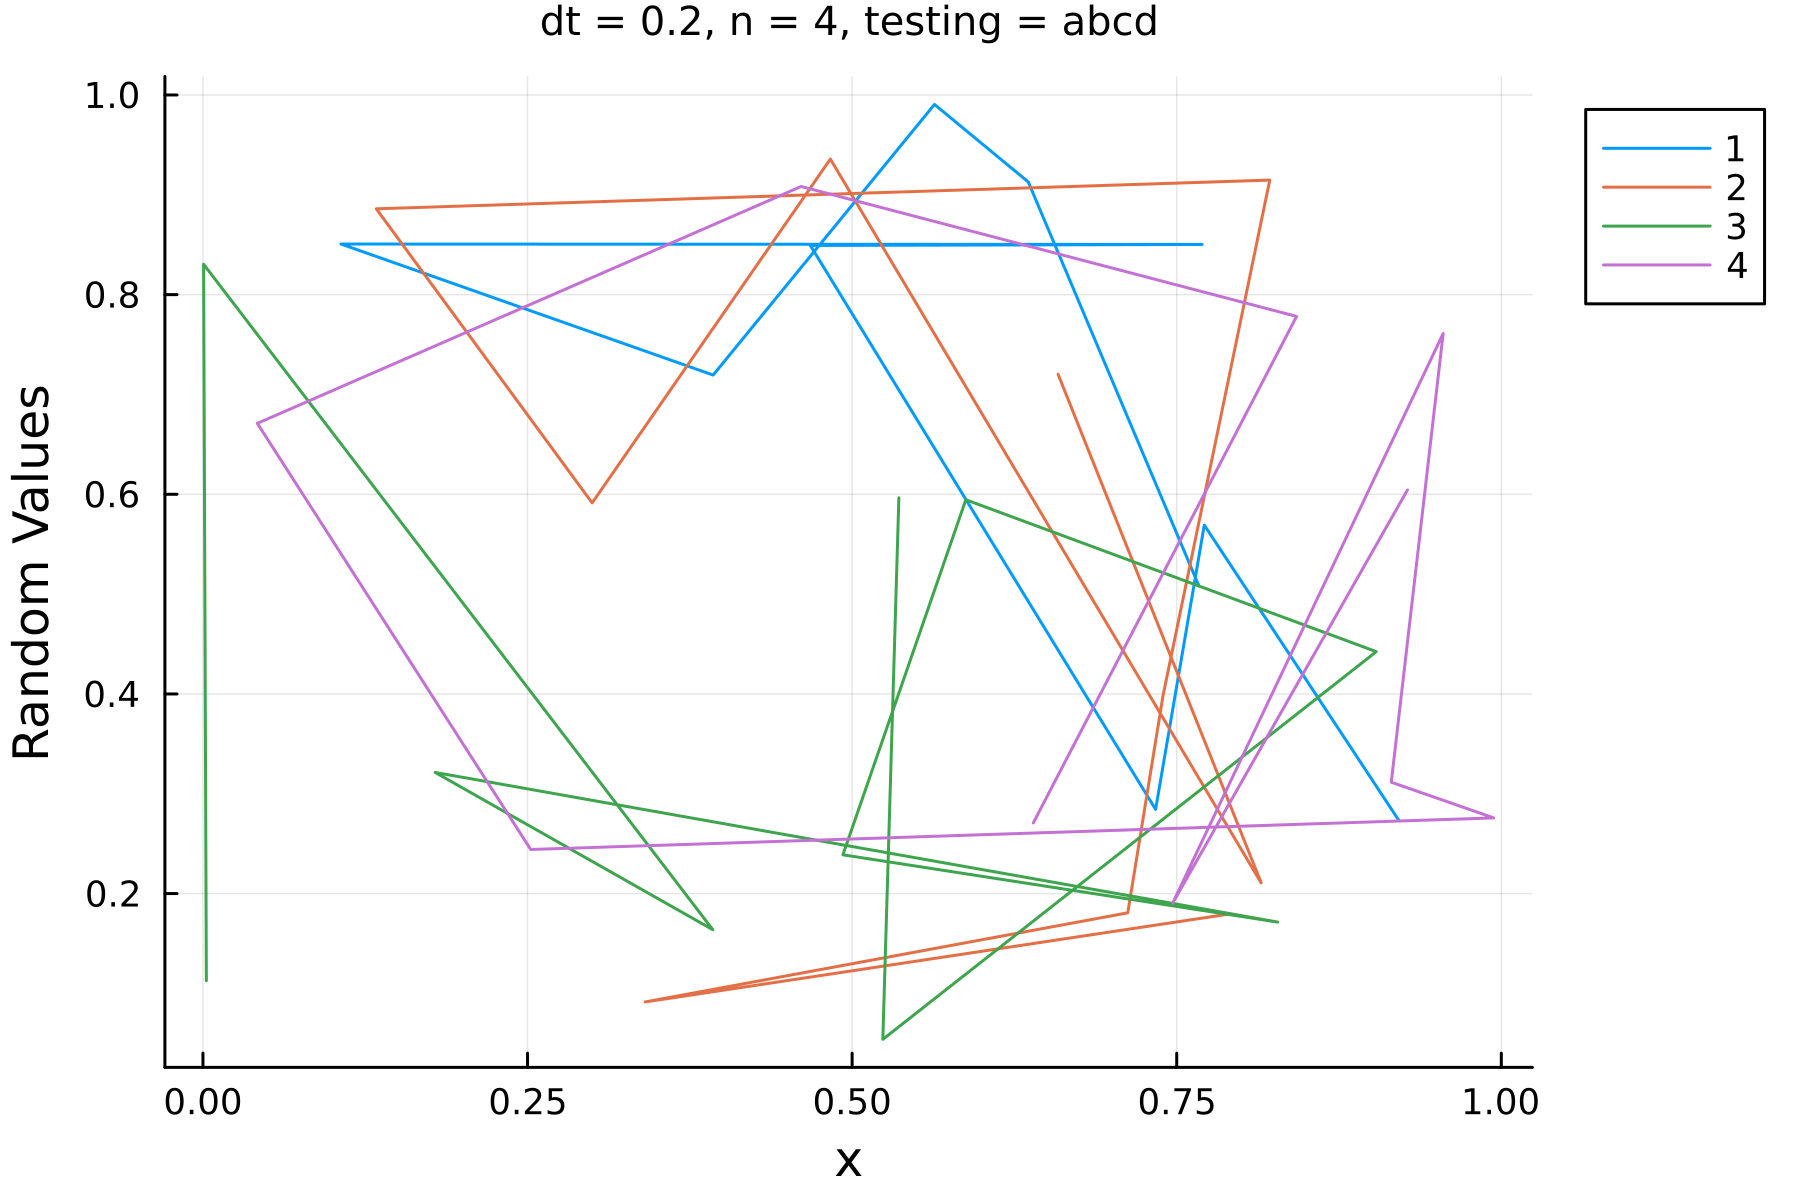 dt = 0.2, n = 4, testing = abcd
1.0
0.8
0.6
0.4
0.2
Random Values
0.00 0.25 0.50 0.75 1.00
x
1
2
3
4